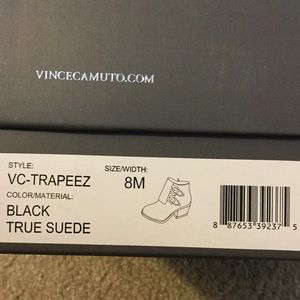 VINCECAMUTO.COM
STYLE: SIZE/WIDTH:
VC-TRAPEEZ 8M
COLOR/MATERIAL:
BLACK
TRUE SUEDE
8 87653 39237 5